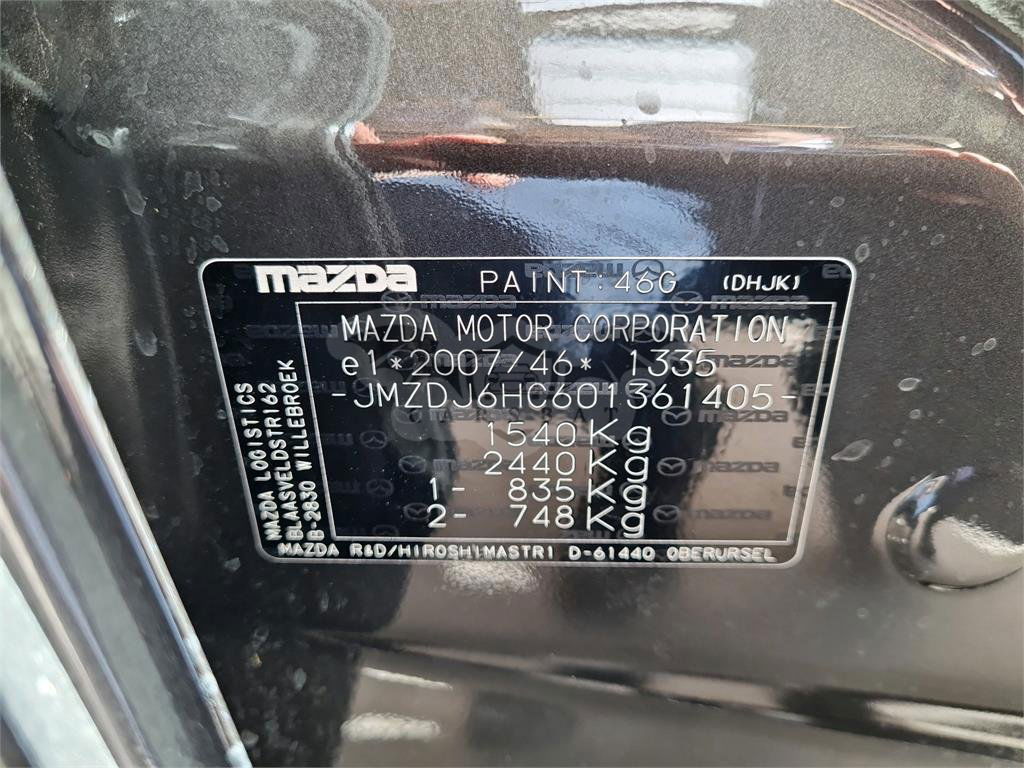 mazda PAINT:46G (DHJK)
MAZDA MOTOR CORPORATION
e1*2007/46* 1335
-JMZDJ6HC601361405-
1540Kg
2440Kg
1- 835Kg
2- 748Kg
MAZDA LOGISTICS
BLAASVELDSTR162
B-2830 WILLEBROEK
MAZDA R&D/HIROSHIMASTR1 D-61440 OBERURSEL